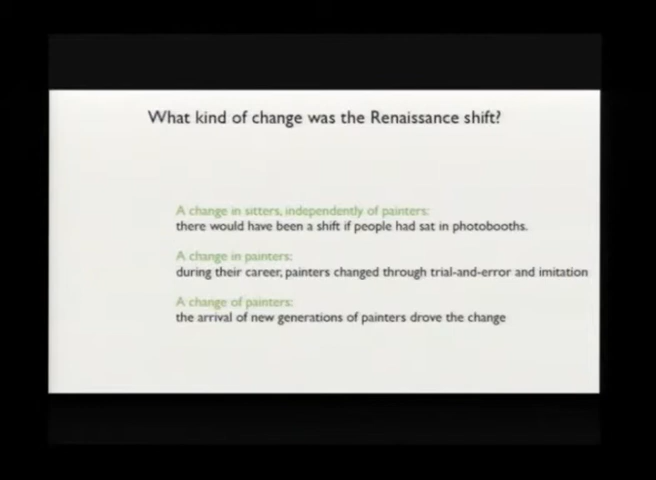 What kind of change was the Renaissance shift?
A change in sitters, independently of painters:
there would have been a shift if people had sat in photobooths.
A change in painters:
during their career, painters changed through trial-and-error and imitation
A change of painters:
the arrival of new generations of painters drove the change